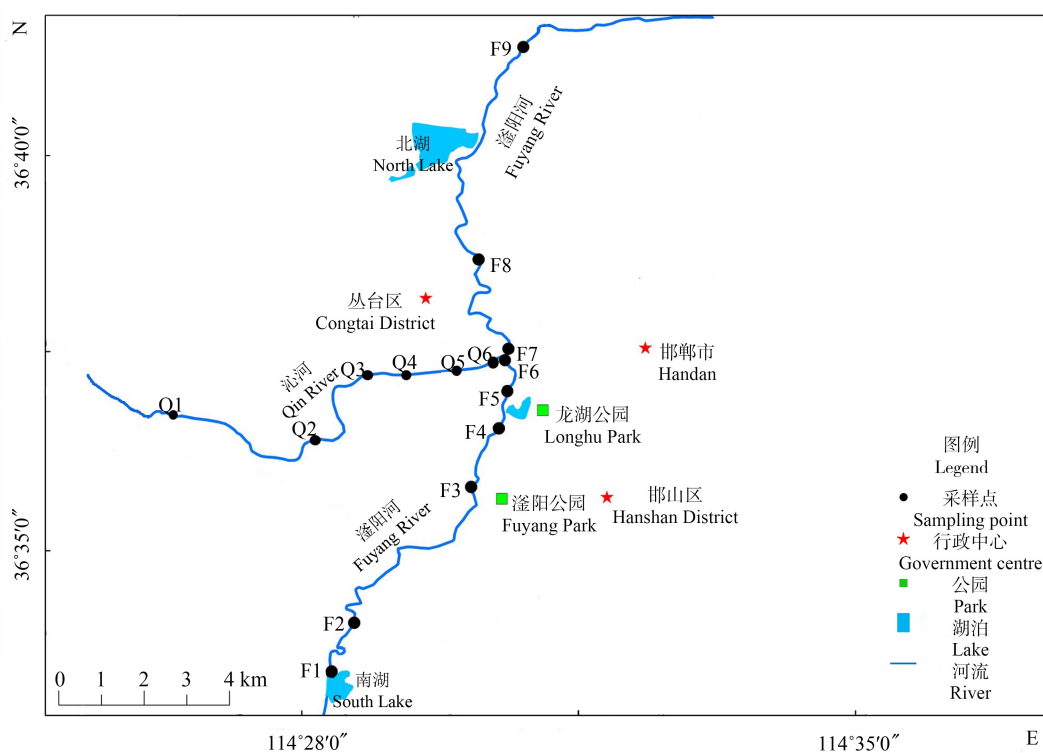 N
F9
滏阳河
Fuyang River
北湖
North Lake
36°40′0″
F8
丛台区
Congtai District
F7
Q6
Q5
Q4
Q3
F6
邯郸市
Handan
沁河
Qin River
F5
Q1
Q2
龙湖公园
Longhu Park
F4
F3
滏阳公园
Fuyang Park
邯山区
Hanshan District
滏阳河
Fuyang River
36°35′0″
F2
F1
南湖
South Lake
0 1 2 3 4 km
图例
Legend
采样点
Sampling point
行政中心
Government centre
公园
Park
湖泊
Lake
河流
River
114°28′0″
114°35′0″
E